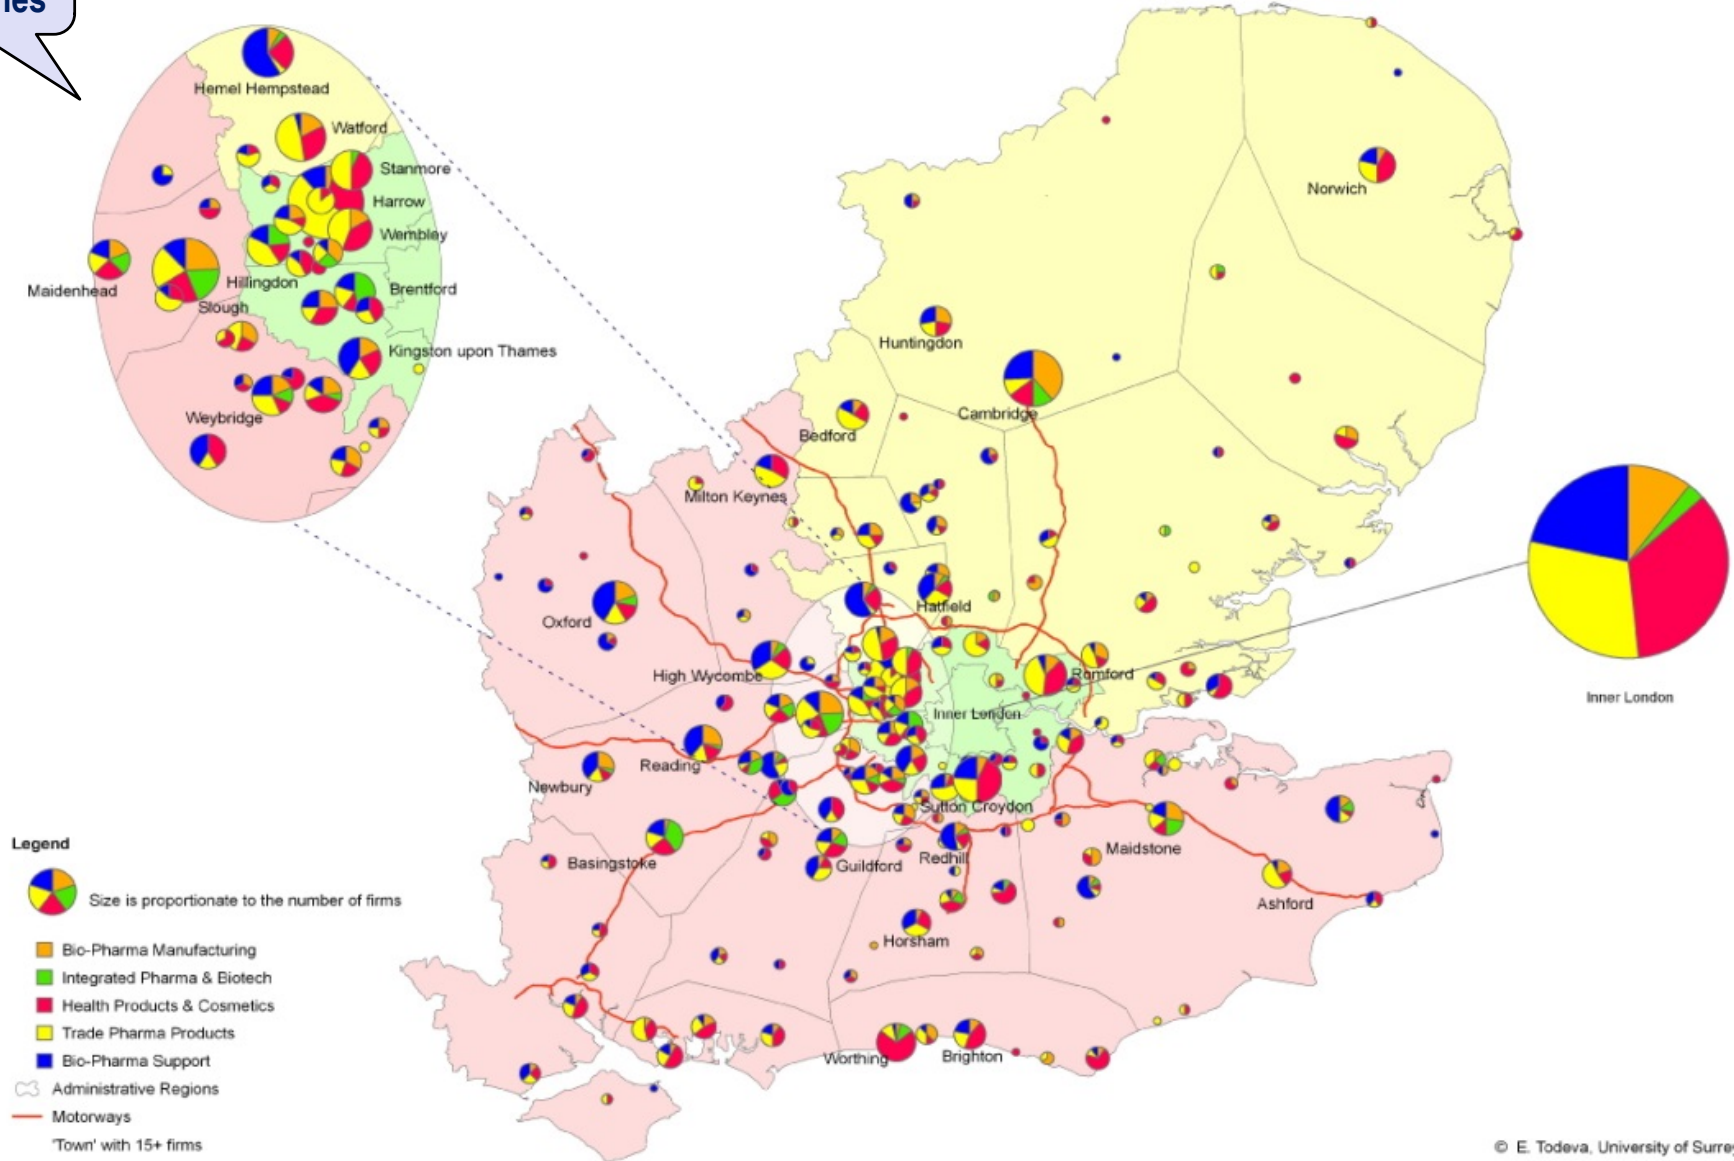 Hemel Hempstead
Watford
Stanmore
Harrow
Wembley
Maidenhead
Hillingdon
Brentford
Slough
Kingston upon Thames
Weybridge
Norwich
Huntingdon
Cambridge
Bedford
Milton Keynes
Oxford
Hatfield
High Wycombe
Romford
Inner London
Inner London
Reading
Newbury
Sutton Croydon
Basingstoke
Guildford
Redhill
Maidstone
Ashford
Horsham
Worthing
Brighton
Legend
Size is proportionate to the number of firms
Bio-Pharma Manufacturing
Integrated Pharma & Biotech
Health Products & Cosmetics
Trade Pharma Products
Bio-Pharma Support
Administrative Regions
Motorways
'Town' with 15+ firms
© E. Todeva, University of Surrey